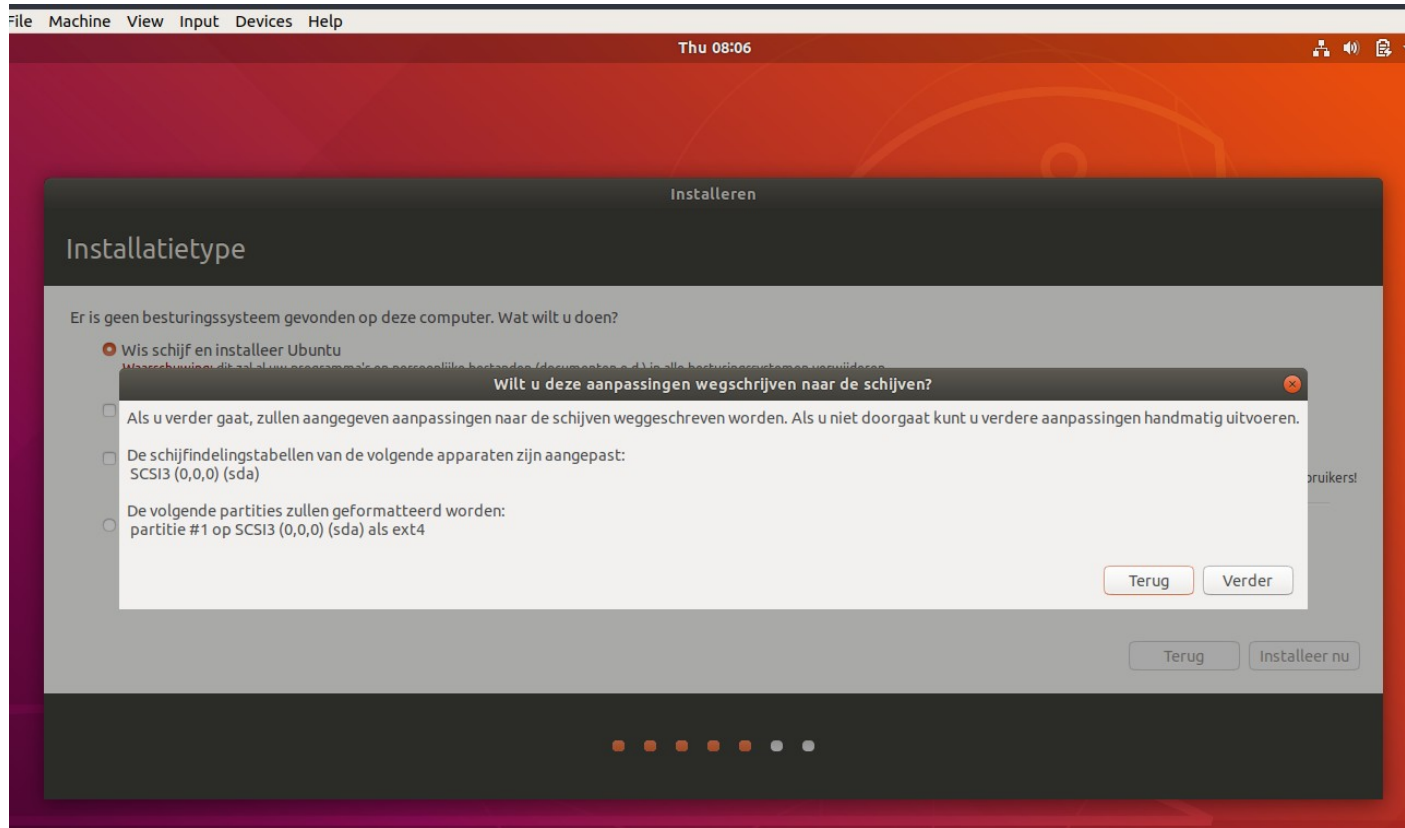 File Machine View Input Devices Help
Thu 08:06
Installeren
Installatietype
Er is geen besturingssysteem gevonden op deze computer. Wat wilt u doen?
Wis schijf en installeer Ubuntu
Wilt u deze aanpassingen wegschrijven naar de schijven?
Als u verder gaat, zullen aangegeven aanpassingen naar de schijven weggeschreven worden. Als u niet doorgaat kunt u verdere aanpassingen handmatig uitvoeren.
De schijfindelingstabellen van de volgende apparaten zijn aangepast:
SCSI3 (0,0,0) (sda)
De volgende partities zullen geformatteerd worden:
partitie #1 op SCSI3 (0,0,0) (sda) als ext4
Terug Verder
Terug Installeer nu